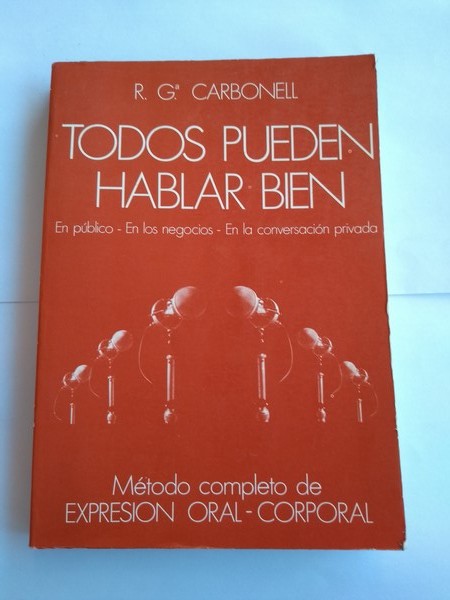 R. G.ª CARBONELL
TODOS PUEDEN
HABLAR BIEN
En público - En los negocios - En la conversación privada
Método completo de
EXPRESION ORAL-CORPORAL